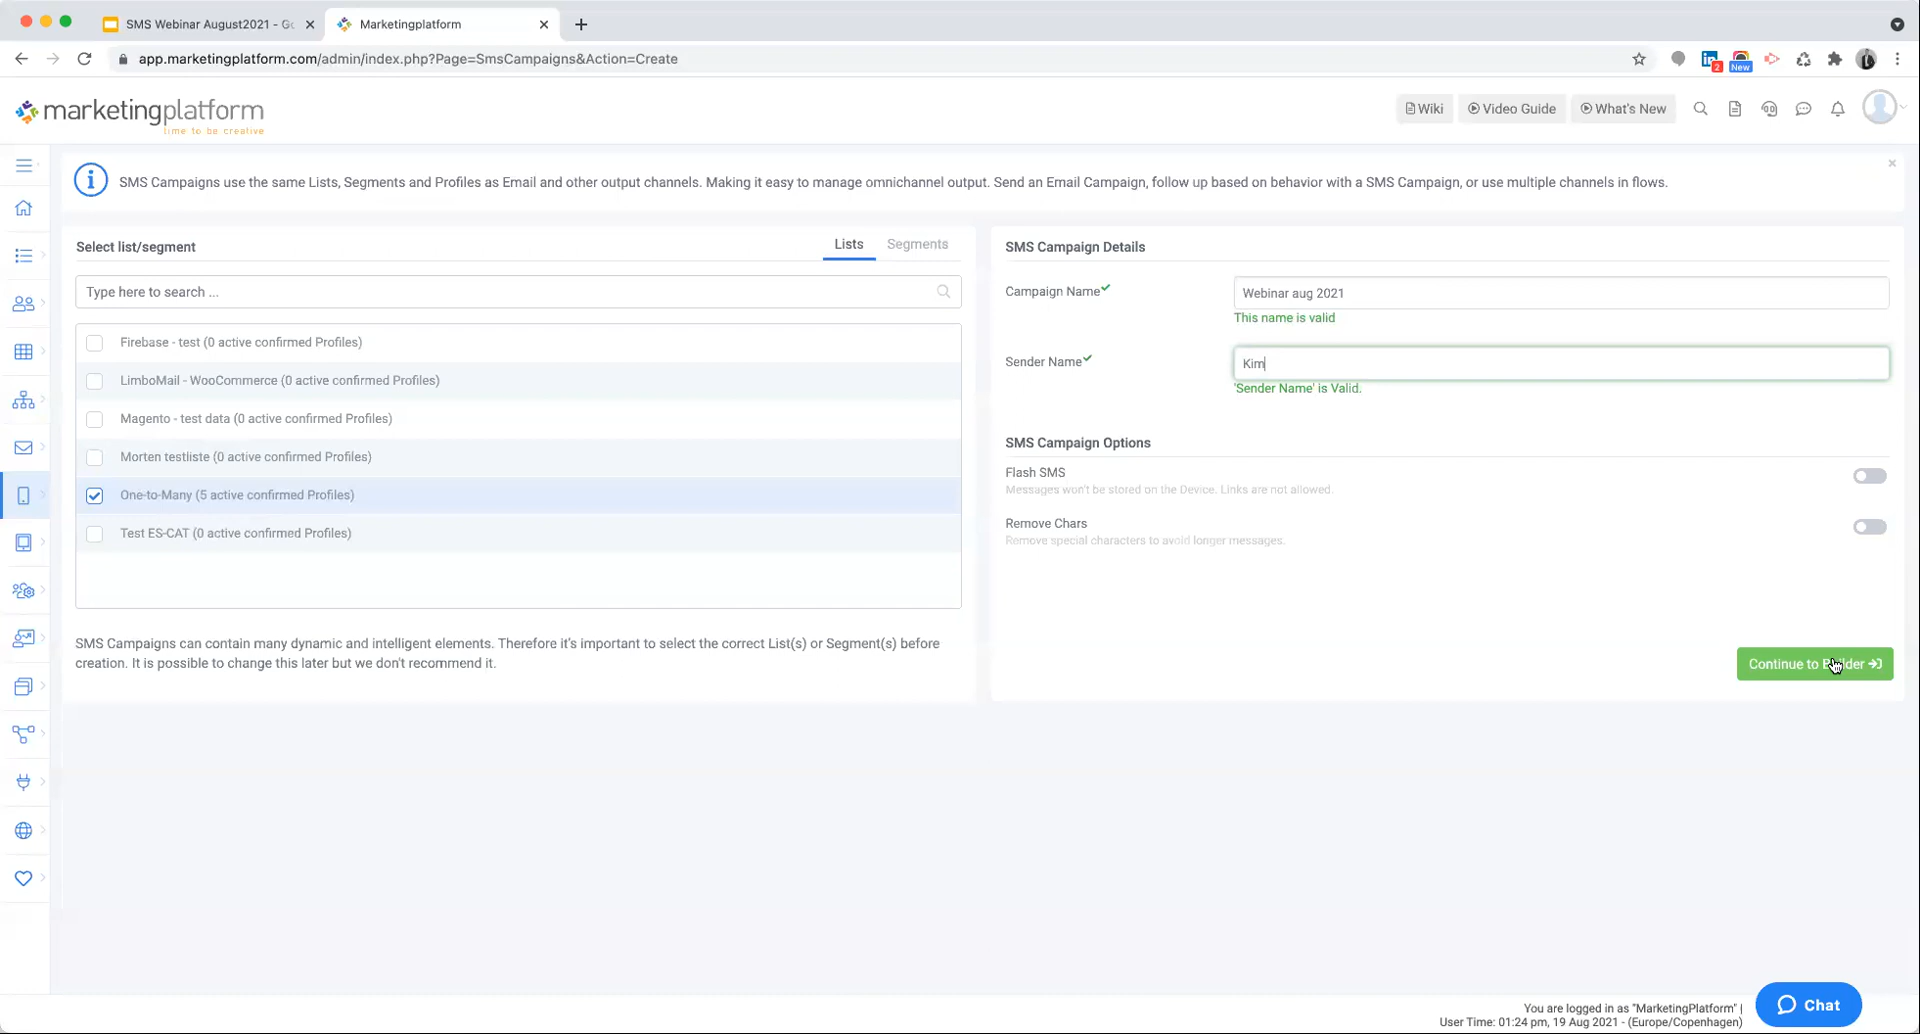 SMS Webinar August2021 - Go
Marketingplatform
app.marketingplatform.com/admin/index.php?Page=SmsCampaigns&Action=Create
2
New
marketingplatform
time to be creative
Wiki
Video Guide
What's New
SMS Campaigns use the same Lists, Segments and Profiles as Email and other output channels. Making it easy to manage omnichannel output. Send an Email Campaign, follow up based on behavior with a SMS Campaign, or use multiple channels in flows.
Select list/segment
Lists
Segments
Type here to search ...
Firebase - test (0 active confirmed Profiles)
LimboMail - WooCommerce (0 active confirmed Profiles)
Magento - test data (0 active confirmed Profiles)
Morten testliste (0 active confirmed Profiles)
One-to-Many (5 active confirmed Profiles)
Test ES-CAT (0 active confirmed Profiles)
SMS Campaigns can contain many dynamic and intelligent elements. Therefore it's important to select the correct List(s) or Segment(s) before
creation. It is possible to change this later but we don't recommend it.
SMS Campaign Details
Campaign Name
Webinar aug 2021
This name is valid
Sender Name
Kim
'Sender Name' is Valid.
SMS Campaign Options
Flash SMS
Messages won't be stored on the Device. Links are not allowed.
Remove Chars
Remove special characters to avoid longer messages.
Continue to Builder
You are logged in as "MarketingPlatform" |
User Time: 01:24 pm, 19 Aug 2021 - (Europe/Copenhagen)
Chat